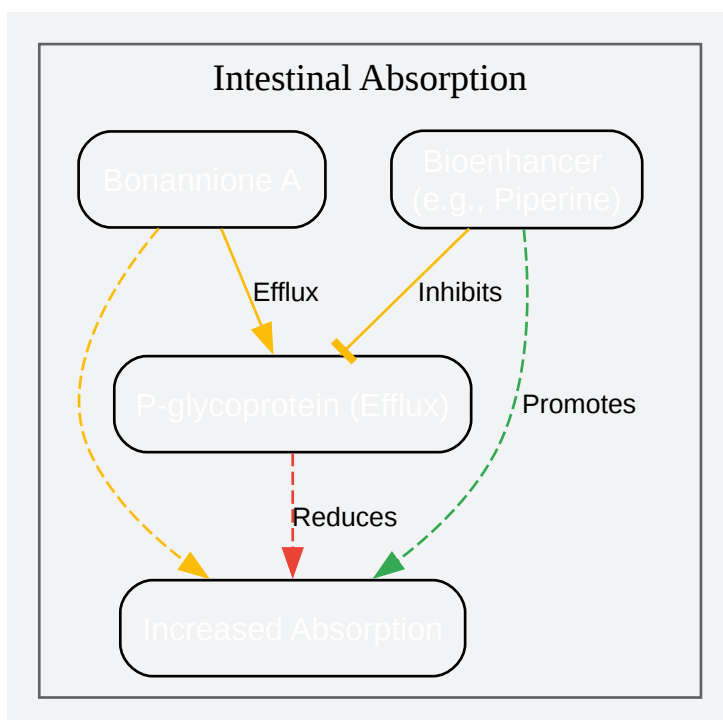 Intestinal Absorption
Bonannione A
Bioenhancer
(e.g., Piperine)
Efflux
Inhibits
P-glycoprotein (Efflux)
Promotes
Reduces
Increased Absorption